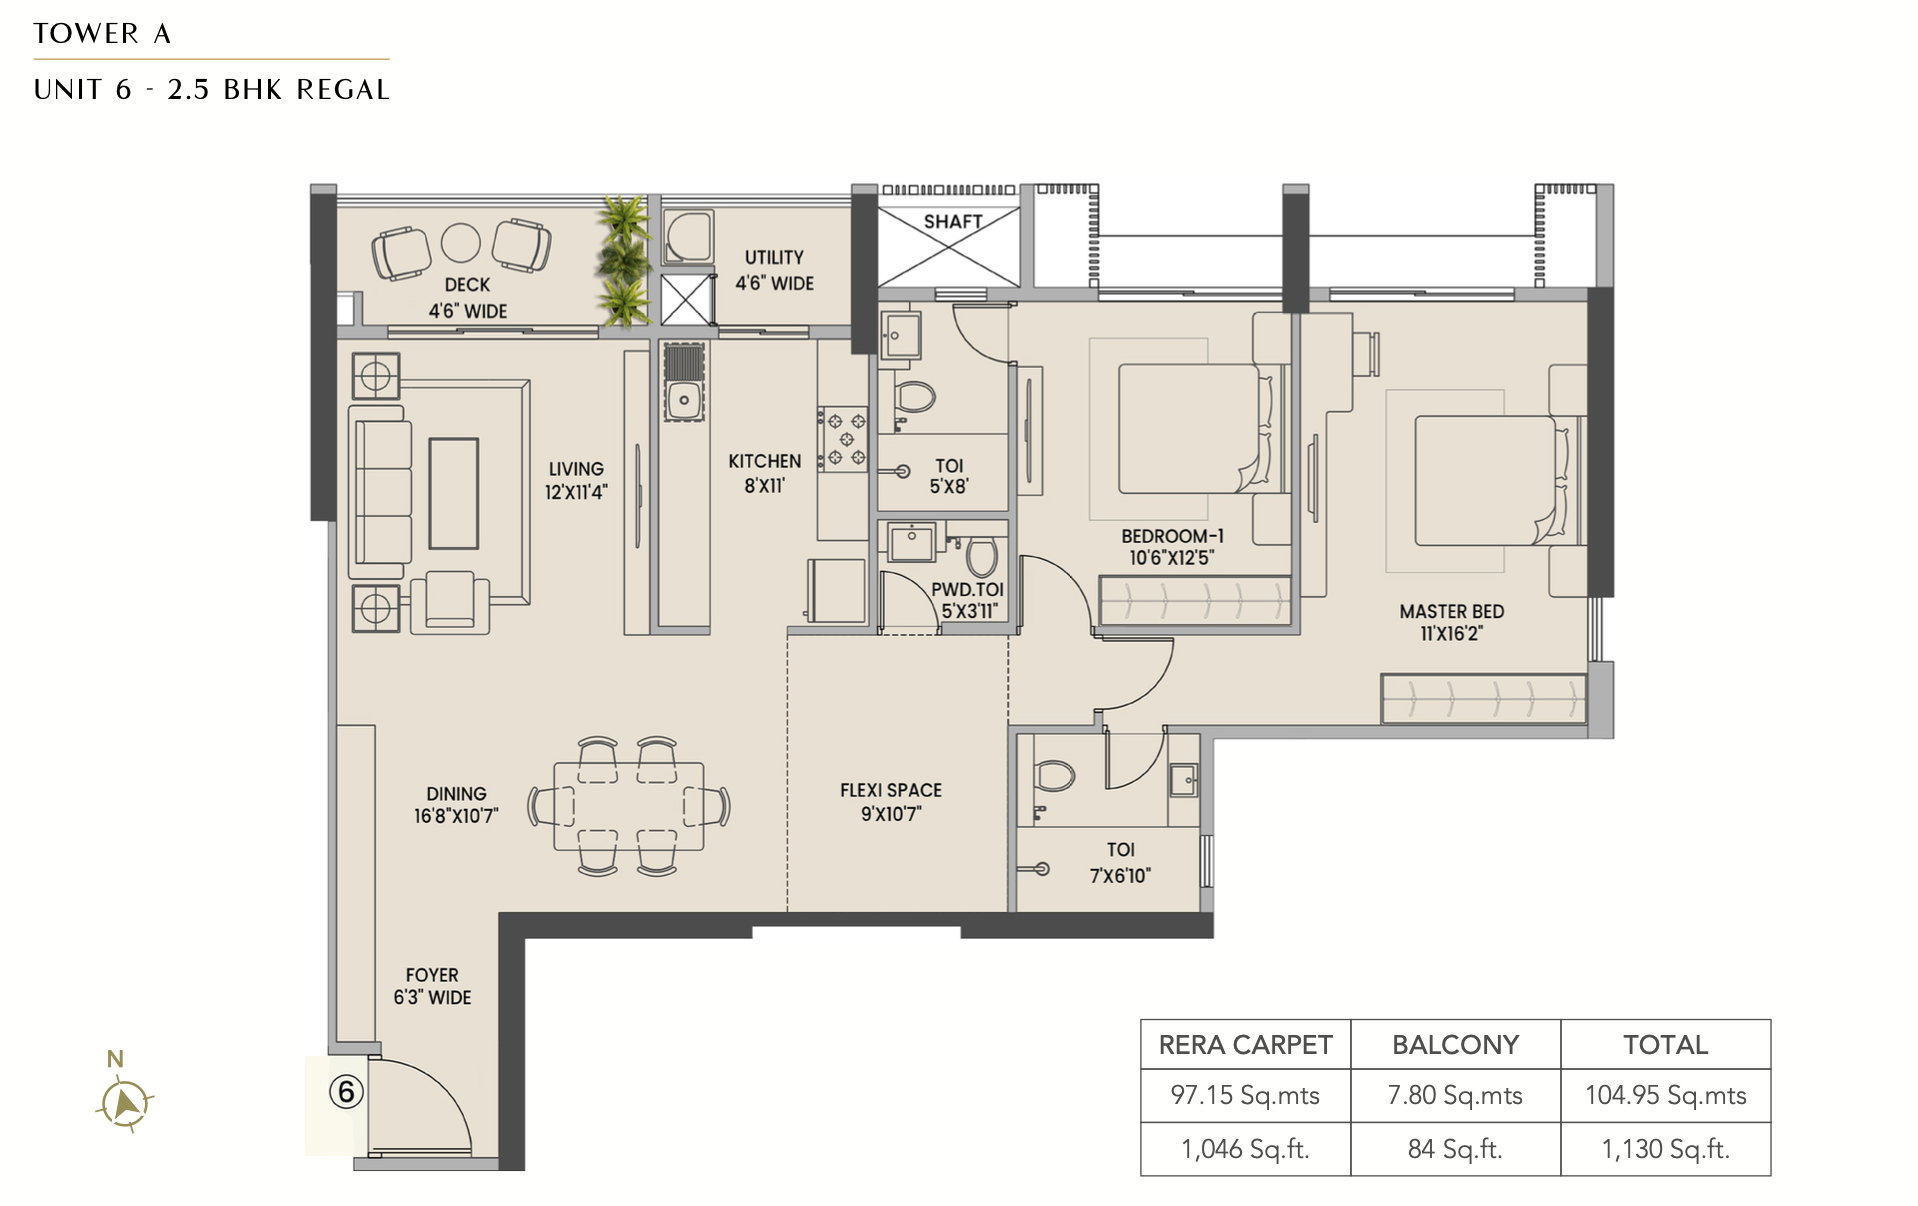 TOWER A
UNIT 6 - 2.5 BHK REGAL
SHAFT
UTILITY
4'6" WIDE
DECK
4'6" WIDE
LIVING
12'X11'4"
KITCHEN
8'X11'
TOI
5'X8'
BEDROOM-1
10'6"X12'5"
PWD.TOI
5'X3'11"
MASTER BED
11'X16'2"
DINING
16'8"X10'7"
FLEXI SPACE
9'X10'7"
TOI
7'X6'10"
FOYER
6'3" WIDE
N
6
RERA CARPET BALCONY TOTAL
97.15 Sq.mts 7.80 Sq.mts 104.95 Sq.mts
1,046 Sq.ft. 84 Sq.ft. 1,130 Sq.ft.